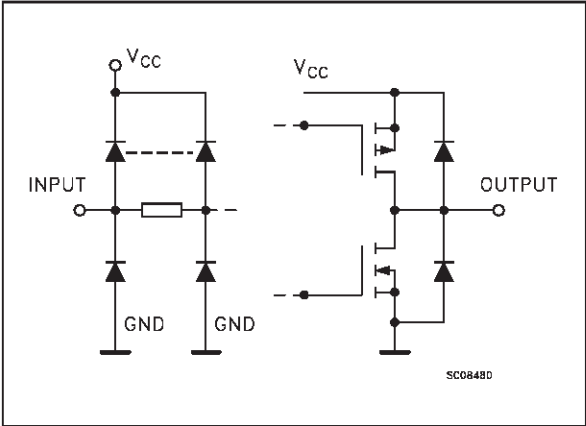 VCC
VCC
INPUT
OUTPUT
GND
GND
SC08480